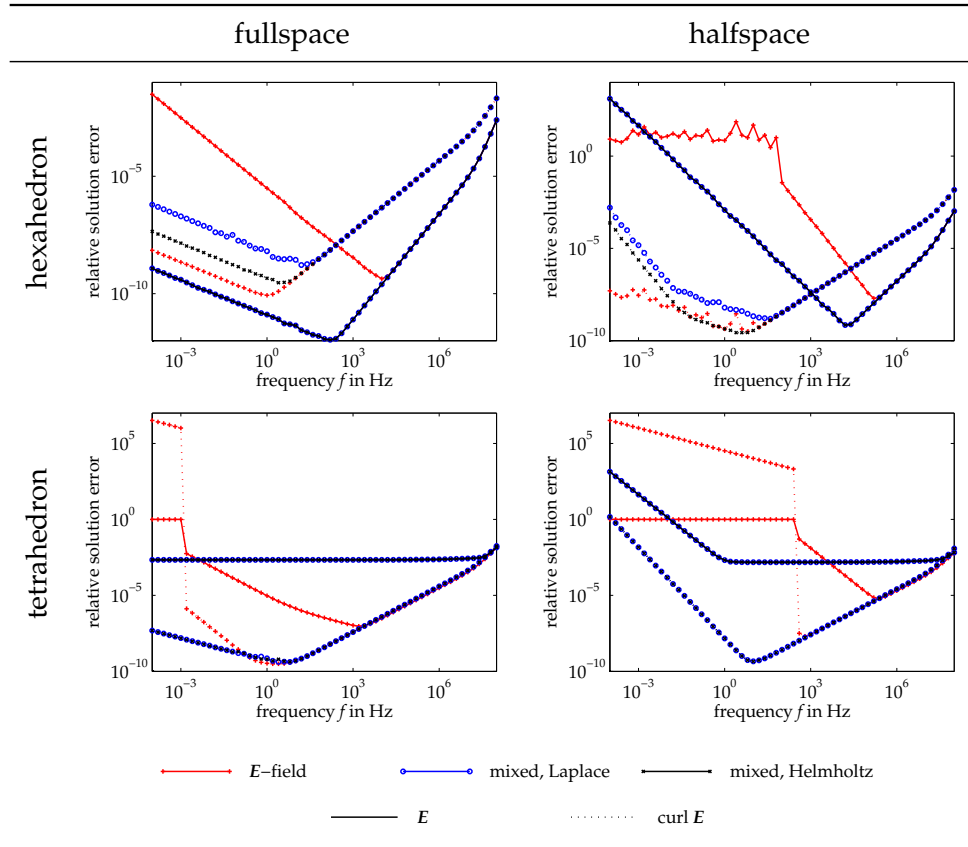 fullspace halfspace
hexahedron
relative solution error
10^-5
10^-10
10^-3 10^0 10^3 10^6
frequency f in Hz
relative solution error
10^0
10^-5
10^-10
10^-3 10^0 10^3 10^6
frequency f in Hz
tetrahedron
relative solution error
10^5
10^0
10^-5
10^-10
10^-3 10^0 10^3 10^6
frequency f in Hz
relative solution error
10^5
10^0
10^-5
10^-10
10^-3 10^0 10^3 10^6
frequency f in Hz
E–field mixed, Laplace mixed, Helmholtz
E curl E